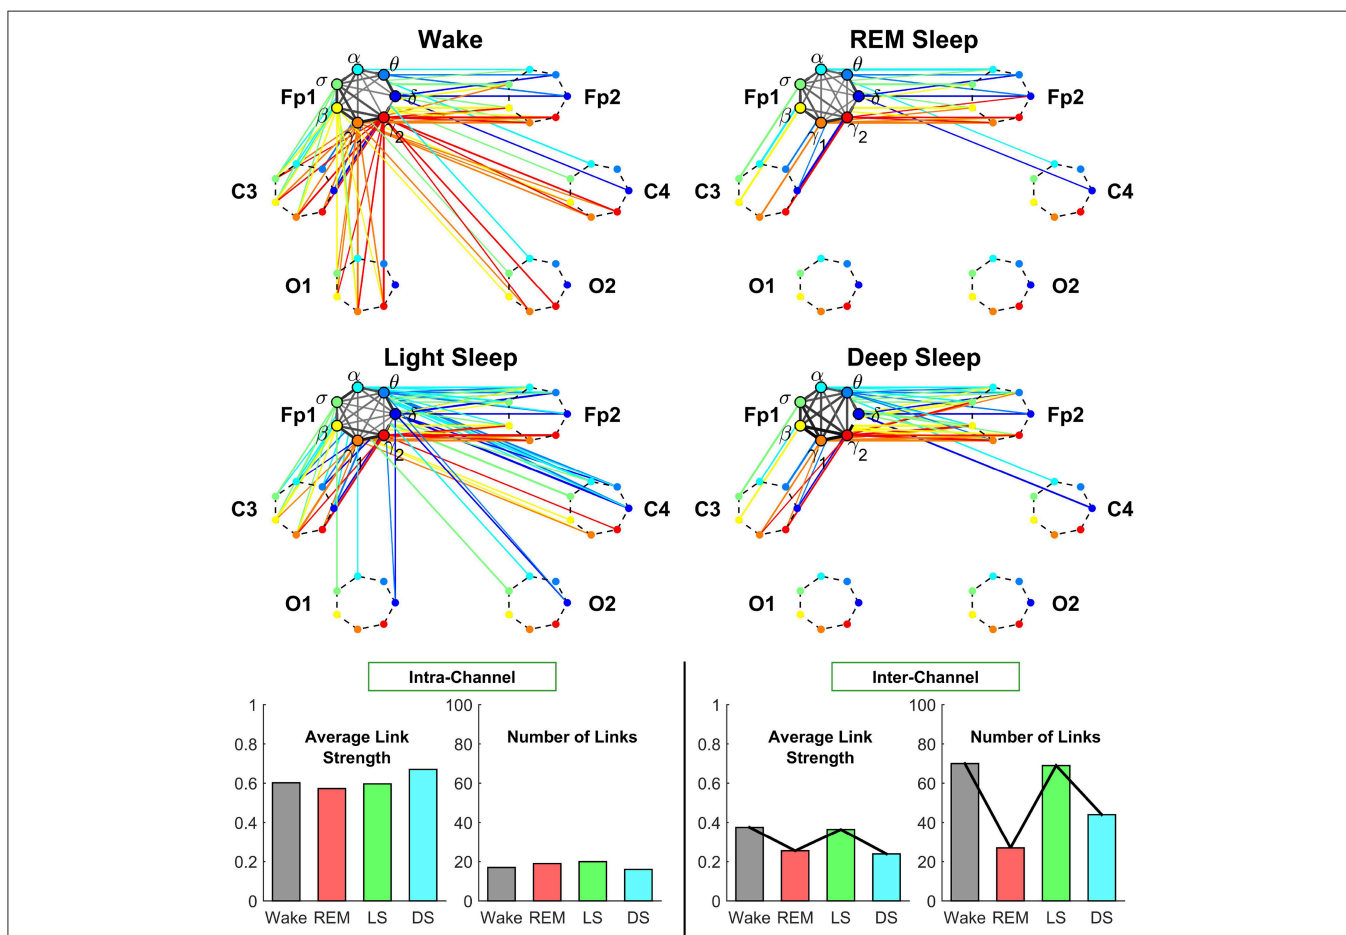 Wake
REM Sleep
α
θ
σ
Fp1
δ
β
γ1
γ2
Fp2
C3
C4
O1
O2
α
θ
σ
Fp1
δ
β
γ1
γ2
Fp2
C3
C4
O1
O2
Light Sleep
Deep Sleep
α
θ
σ
Fp1
δ
β
γ1
γ2
Fp2
C3
C4
O1
O2
α
θ
σ
Fp1
δ
β
γ1
γ2
Fp2
C3
C4
O1
O2
Intra-Channel
Inter-Channel
Average Link
Strength
1
0.8
0.6
0.4
0.2
0
Wake REM LS DS
Number of Links
100
80
60
40
20
0
Wake REM LS DS
Average Link
Strength
1
0.8
0.6
0.4
0.2
0
Wake REM LS DS
Number of Links
100
80
60
40
20
0
Wake REM LS DS